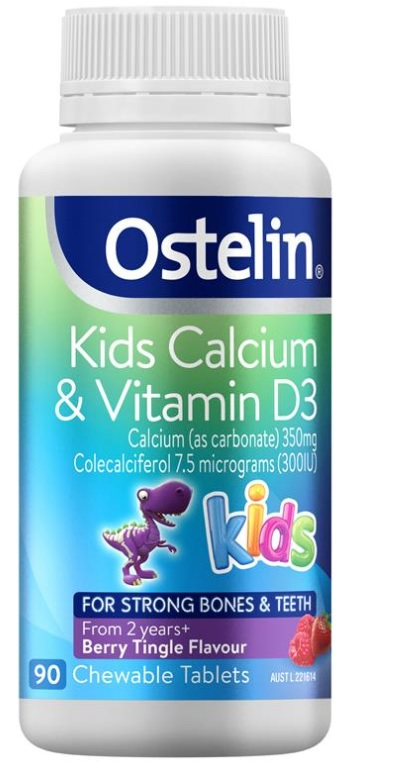 Ostelin®
Kids Calcium
& Vitamin D3
Calcium (as carbonate) 350mg
Colecalciferol 7.5 micrograms (300IU)
kids
FOR STRONG BONES & TEETH
From 2 years+
Berry Tingle Flavour
90 Chewable Tablets
AUST L 221614